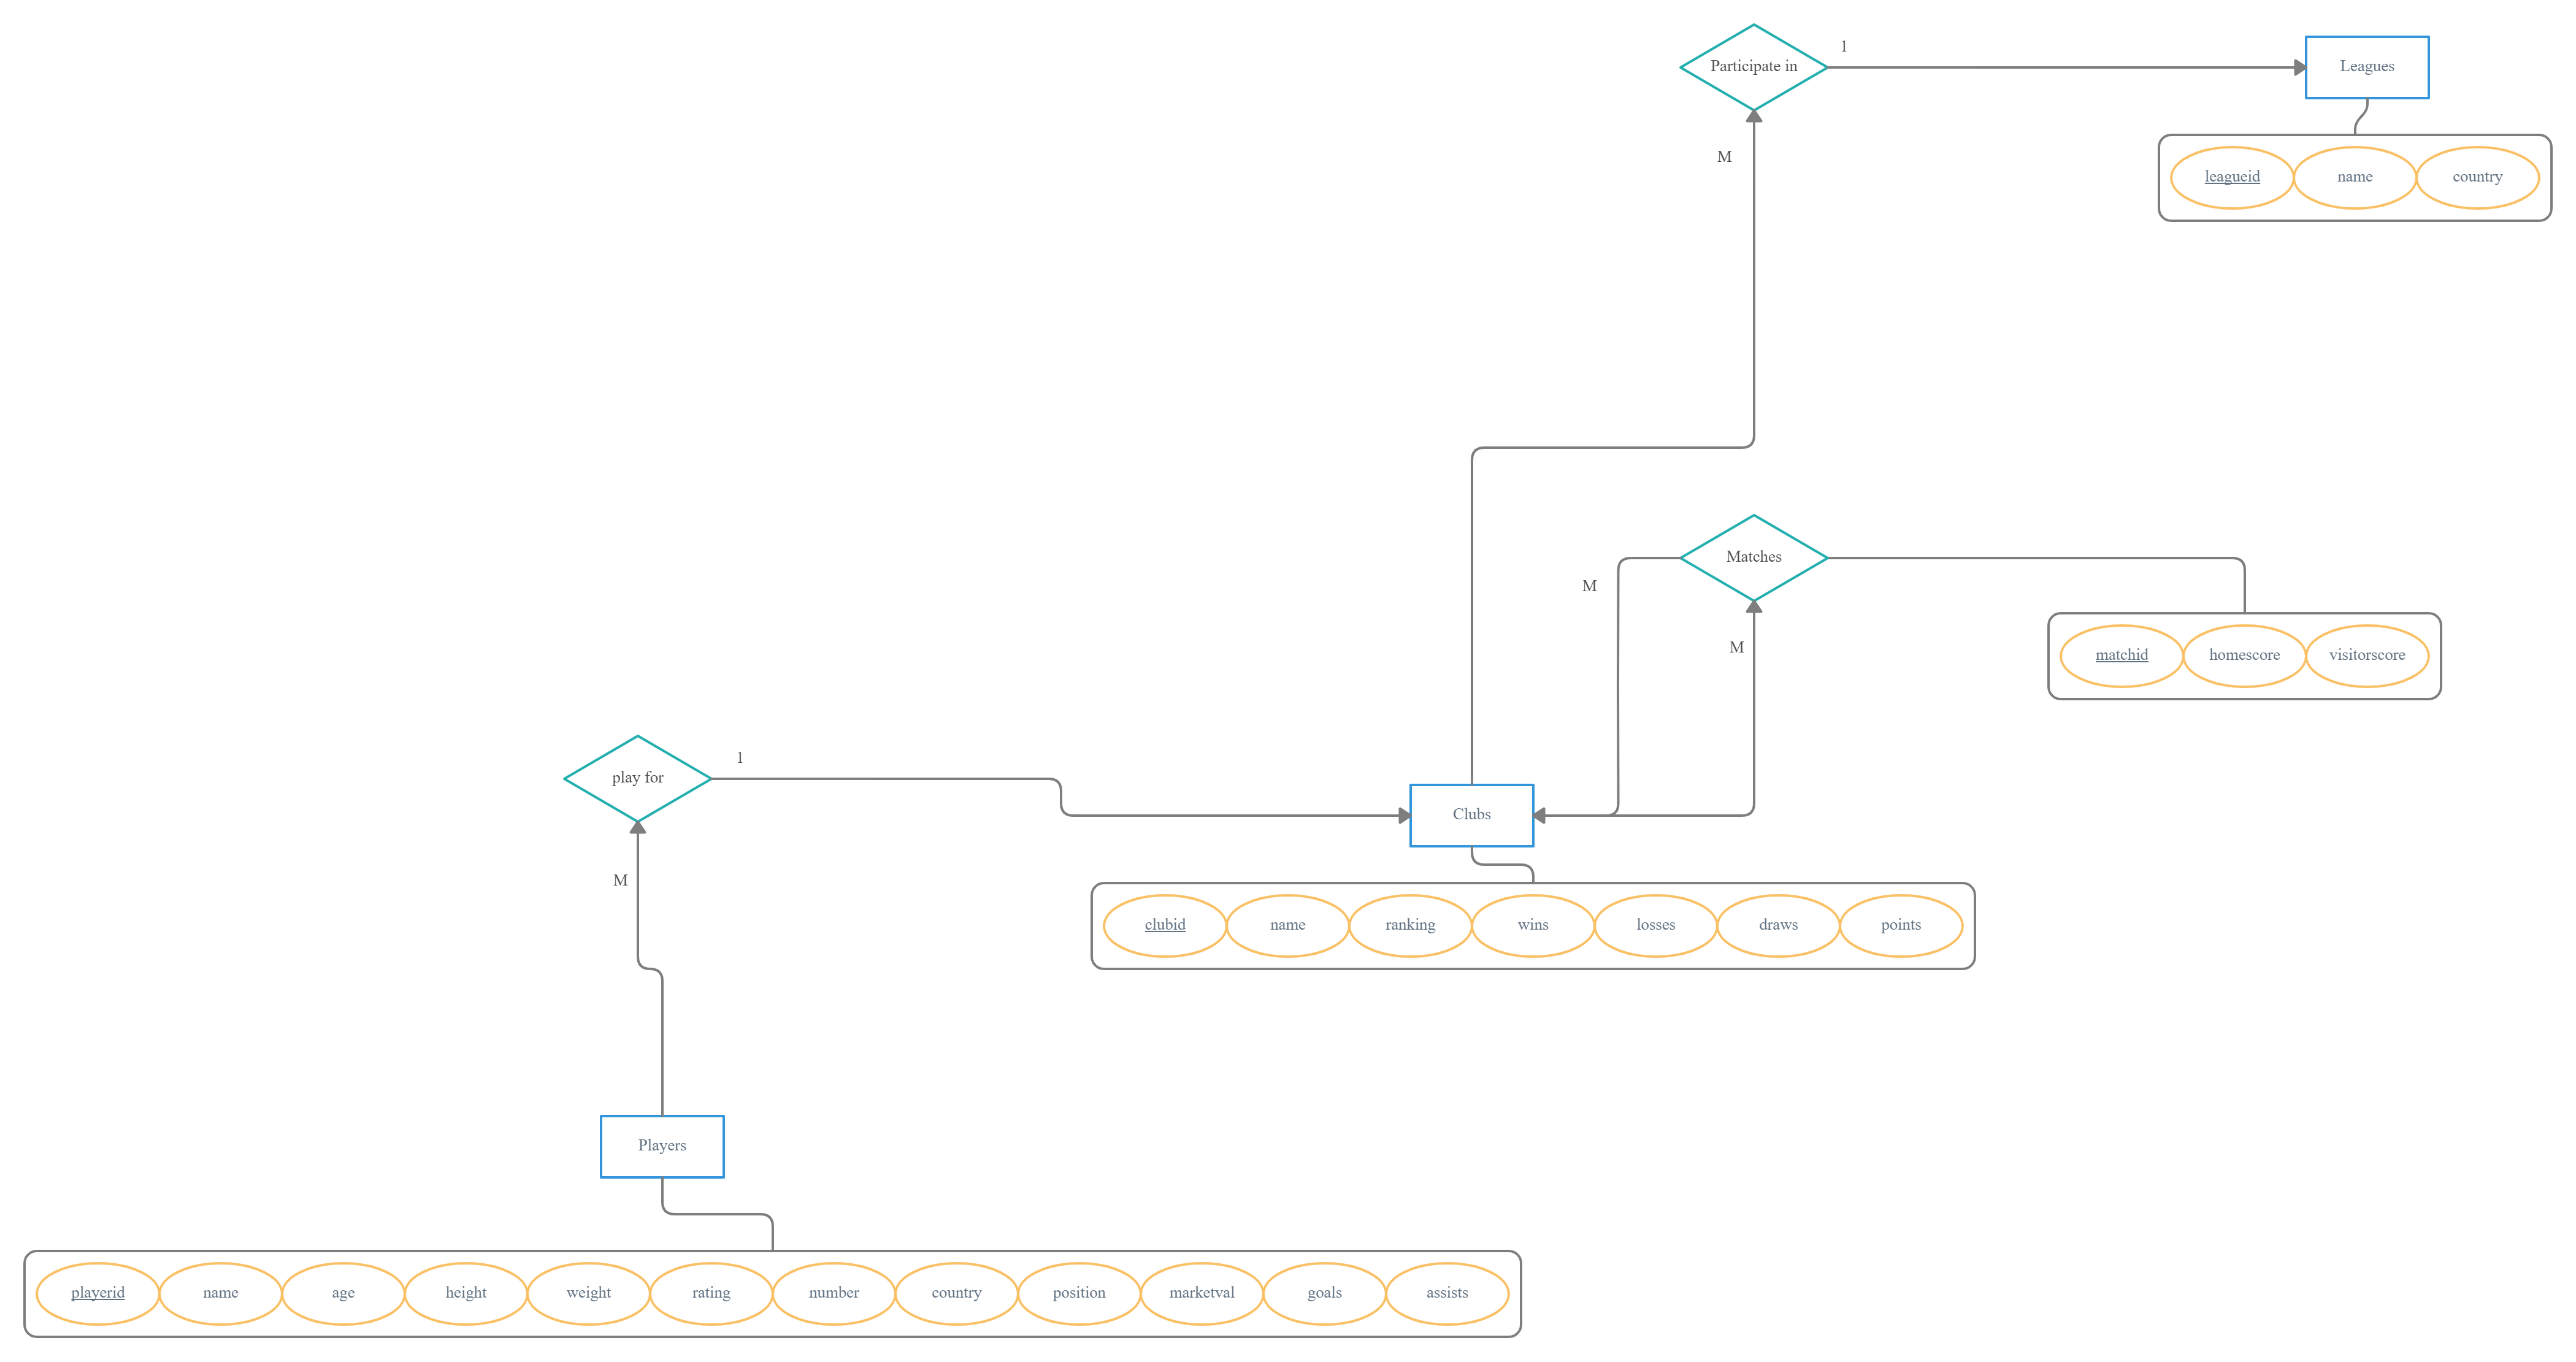 1
Participate in
Leagues
M
leagueid name country
Matches
M
M
matchid homescore visitorscore
1
play for
Clubs
M
clubid name ranking wins losses draws points
Players
playerid name age height weight rating number country position marketval goals assists